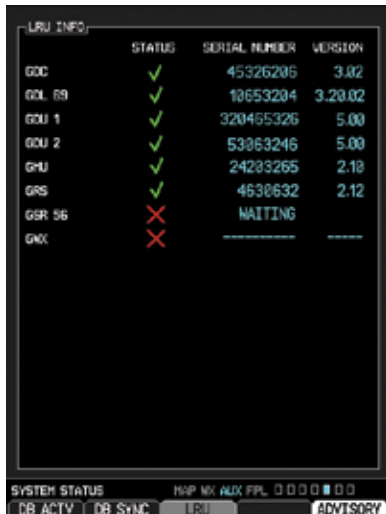 LRU INFO
STATUS SERIAL NUMBER VERSION
GDC 45326206 3.02
GDL 69 10653204 3.20.02
GDU 1 320465326 5.00
GDU 2 53063246 5.00
GMU 24203265 2.10
GRS 4630632 2.12
GSR 56 WAITING
GWX ---------- -----
SYSTEM STATUS MAP WX AUX FPL
DB ACTV DB SYNC LRU ADVISORY